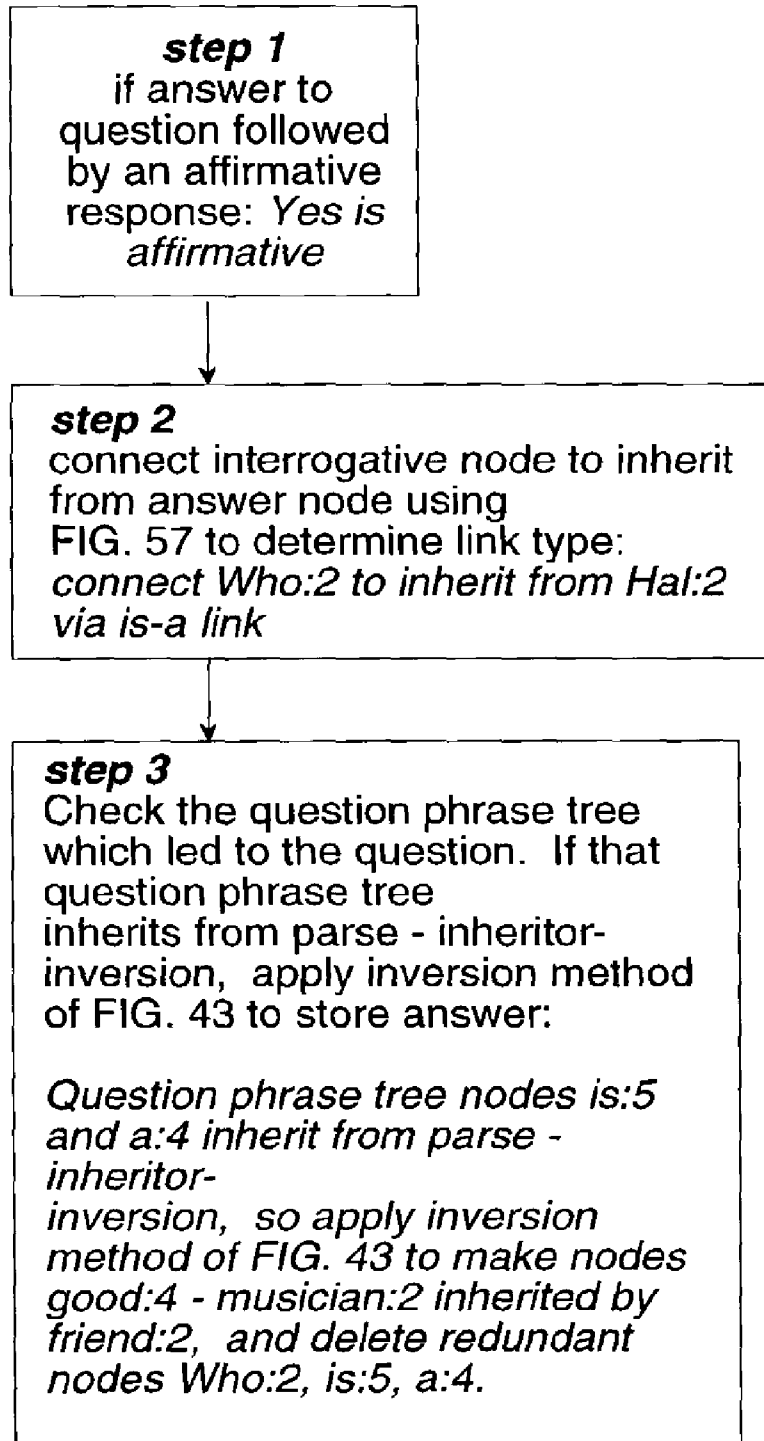 step 1
if answer to
question followed
by an affirmative
response: Yes is
affirmative
step 2
connect interrogative node to inherit
from answer node using
FIG. 57 to determine link type:
connect Who:2 to inherit from Hal:2
via is-a link
step 3
Check the question phrase tree
which led to the question. If that
question phrase tree
inherits from parse - inheritor-
inversion, apply inversion method
of FIG. 43 to store answer:
Question phrase tree nodes is:5
and a:4 inherit from parse -
inheritor-
inversion, so apply inversion
method of FIG. 43 to make nodes
good:4 - musician:2 inherited by
friend:2, and delete redundant
nodes Who:2, is:5, a:4.